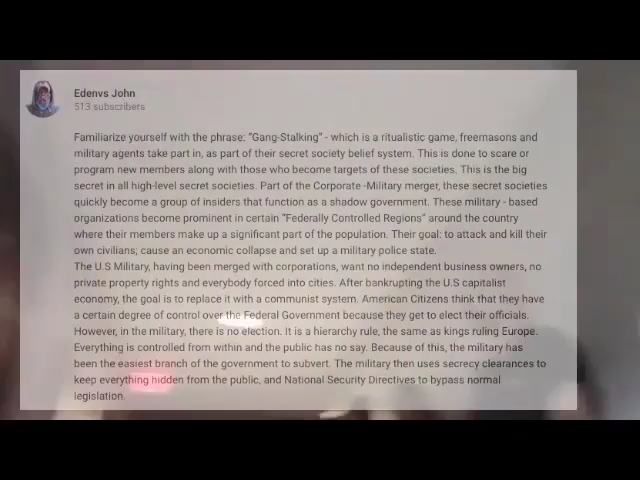 Edenvs John
513 subscribers
Familiarize yourself with the phrase: "Gang-Stalking" - which is a ritualistic game, freemasons and
military agents take part in, as part of their secret society belief system. This is done to scare or
program new members along with those who become targets of these societies. This is the big
secret in all high-level secret societies. Part of the Corporate -Military merger, these secret societies
quickly become a group of insiders that function as a shadow government. These military - based
organizations become prominent in certain "Federally Controlled Regions" around the country
where their members make up a significant part of the population. Their goal: to attack and kill their
own civilians; cause an economic collapse and set up a military police state.
The U.S Military, having been merged with corporations, want no independent business owners, no
private property rights and everybody forced into cities. After bankrupting the U.S capitalist
economy, the goal is to replace it with a communist system. American Citizens think that they have
a certain degree of control over the Federal Government because they get to elect their officials.
However, in the military, there is no election. It is a hierarchy rule, the same as kings ruling Europe.
Everything is controlled from within and the public has no say. Because of this, the military has
been the easiest branch of the government to subvert. The military then uses secrecy clearances to
keep everything hidden from the public, and National Security Directives to bypass normal
legislation.